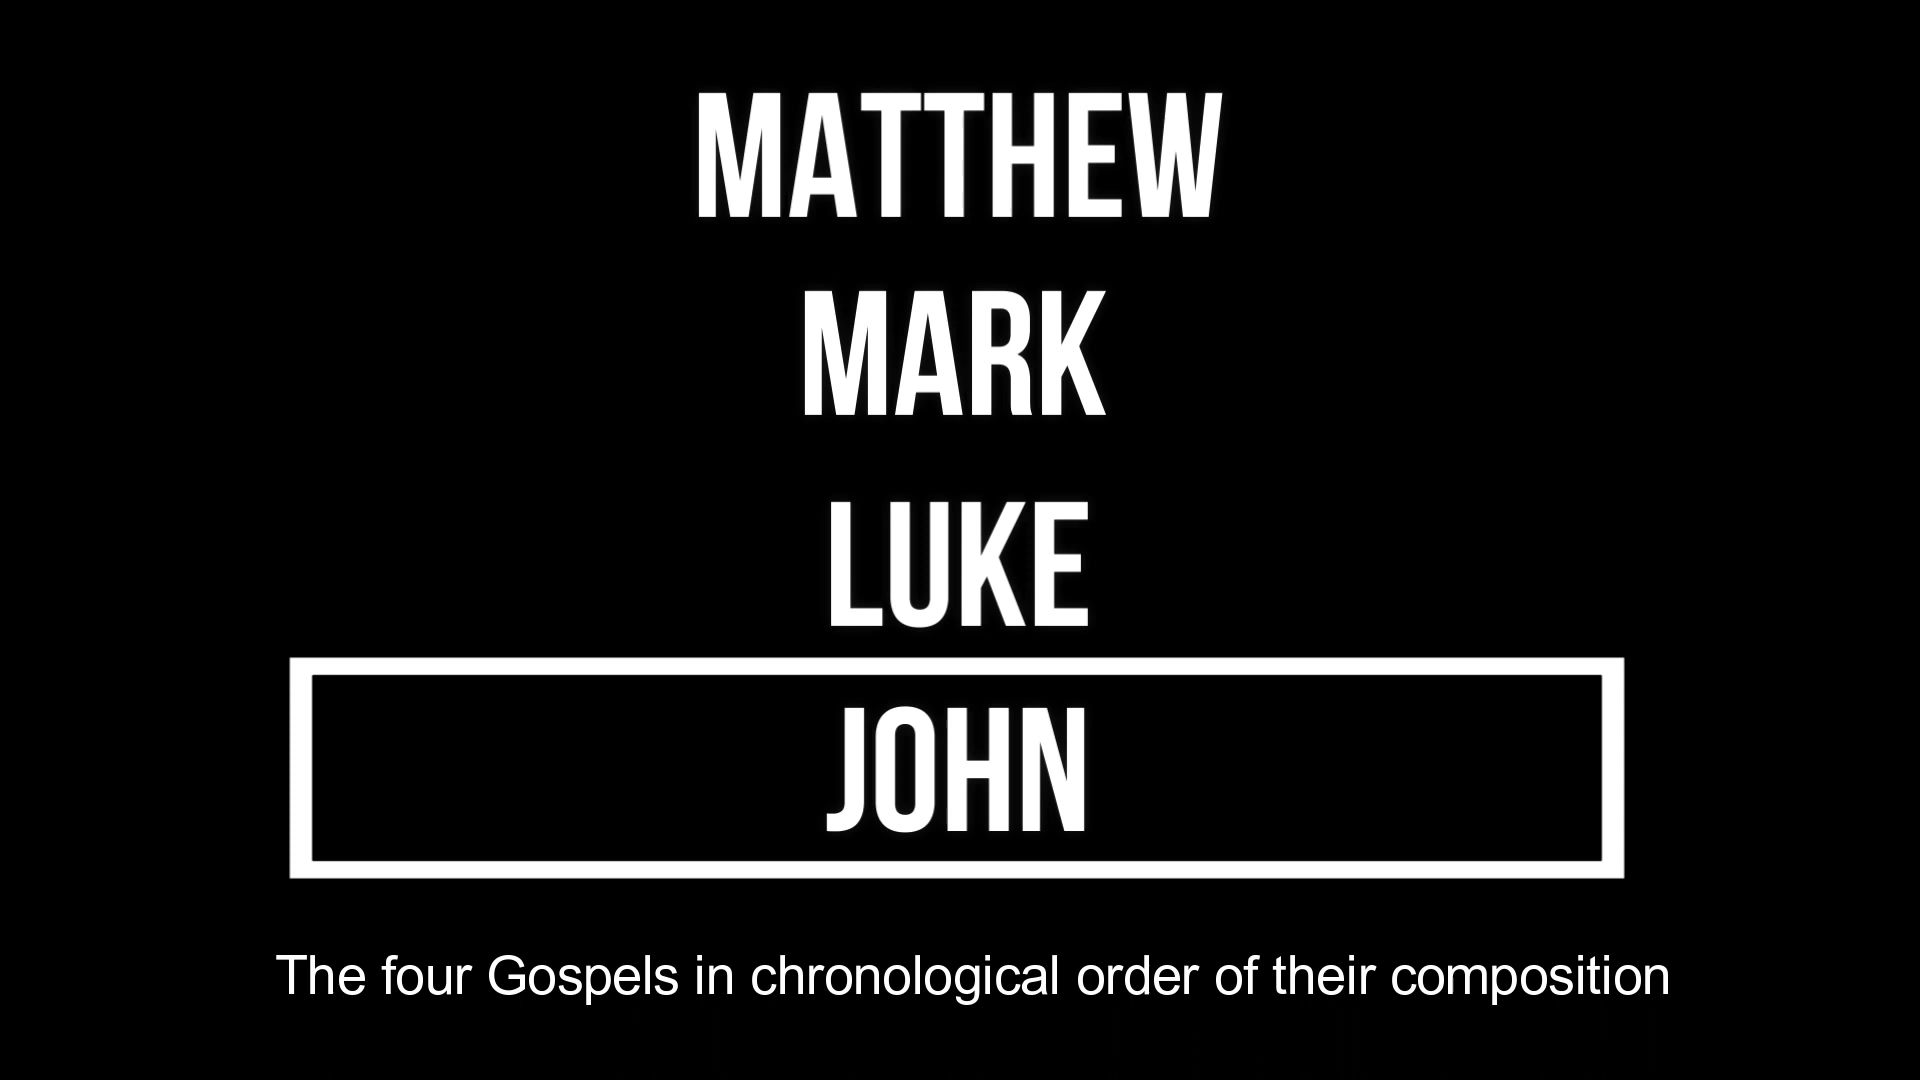 MATTHEW
MARK
LUKE
JOHN
The four Gospels in chronological order of their composition